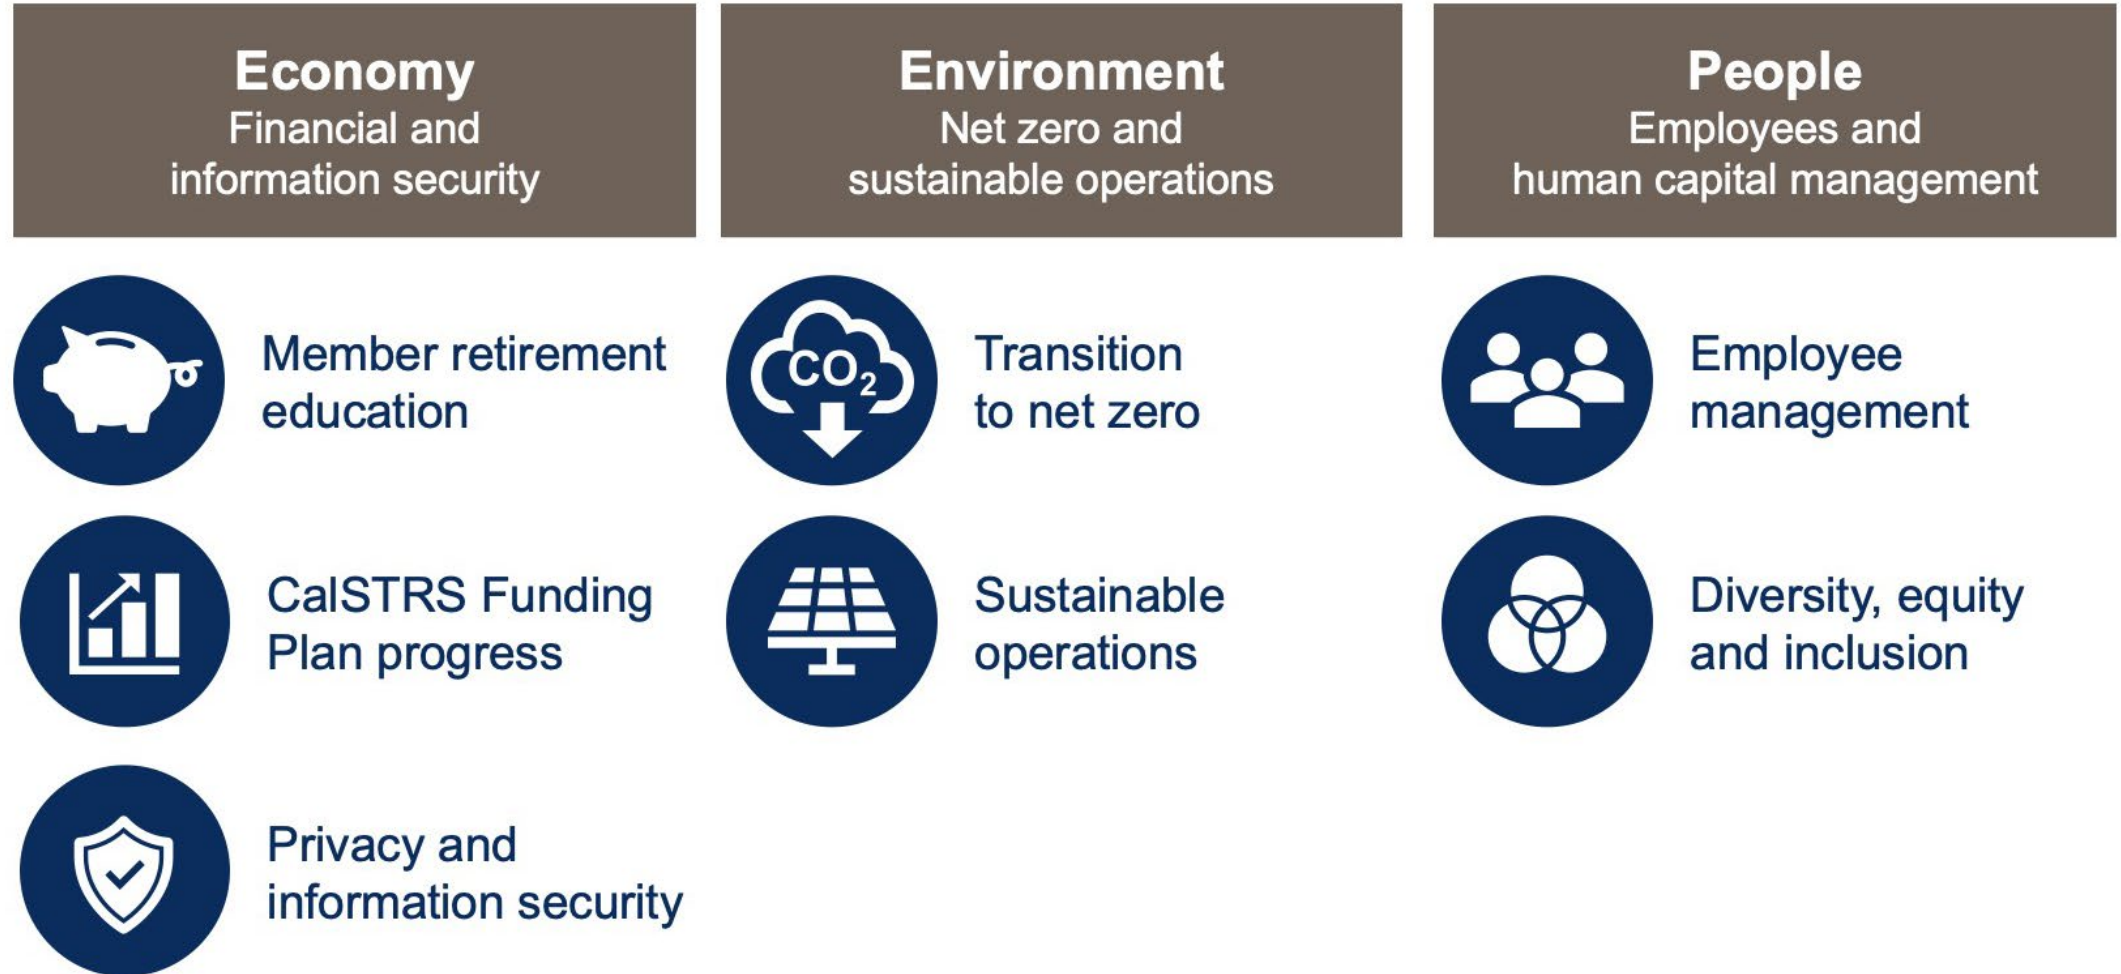 Economy
Financial and
information security
Member retirement
education
CalSTRS Funding
Plan progress
Privacy and
information security
Environment
Net zero and
sustainable operations
CO₂
Transition
to net zero
Sustainable
operations
People
Employees and
human capital management
Employee
management
Diversity, equity
and inclusion